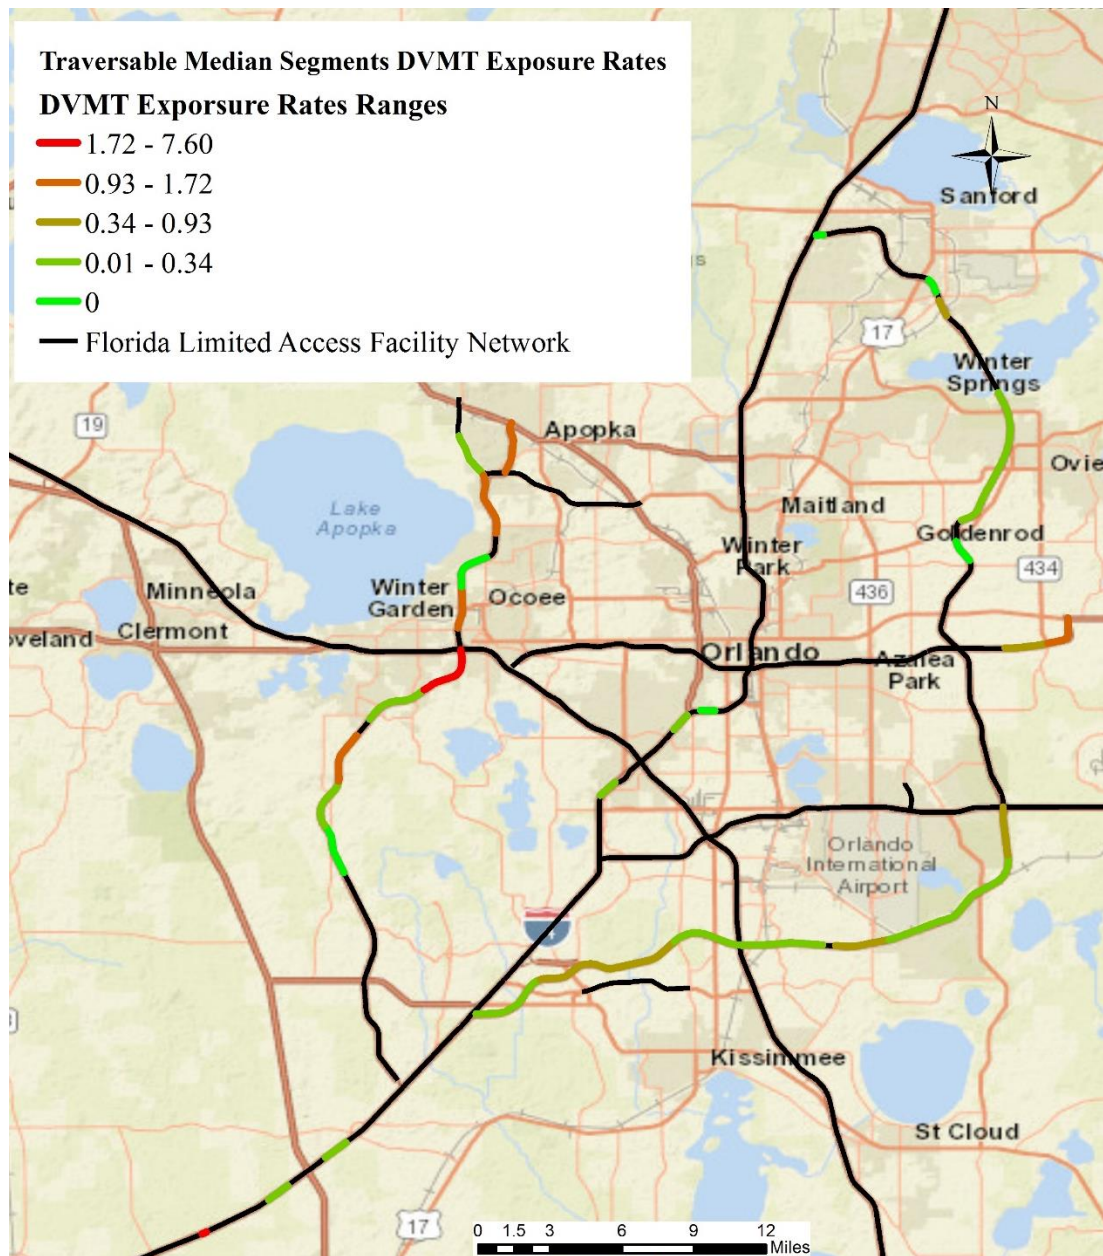 Traversable Median Segments DVMT Exposure Rates
DVMT Exporsure Rates Ranges
1.72 - 7.60
0.93 - 1.72
0.34 - 0.93
0.01 - 0.34
0
Florida Limited Access Facility Network
N
Sanford
17
Winter
Springs
19
Apopka
Ovie
Lake
Apopka
Maitland
Goldenrod
Winter
Park
434
436
te
Minneola
Winter
Garden
Ocoee
oveland
Clermont
Orlando
Azalea
Park
Orlando
International
Airport
4
Kissimmee
St Cloud
17
0 1.5 3 6 9 12
Miles